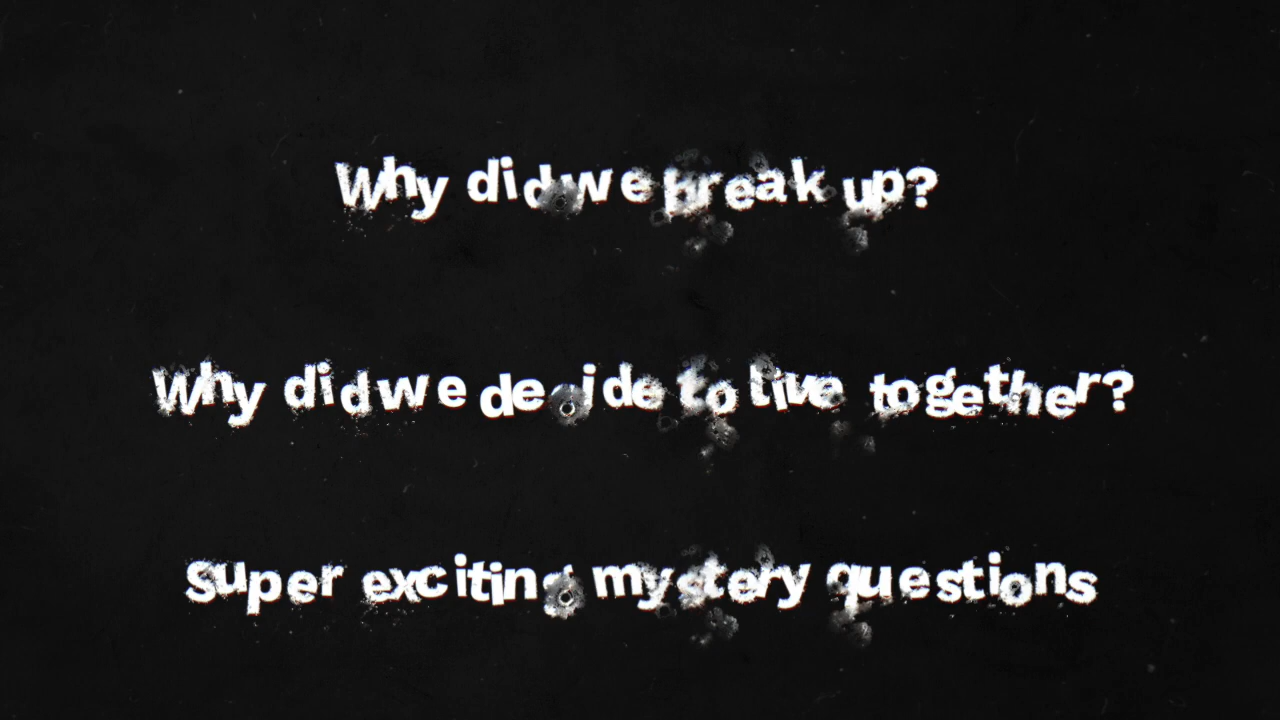 Why did we break up?
Why did we decide to live together?
Super exciting mystery questions